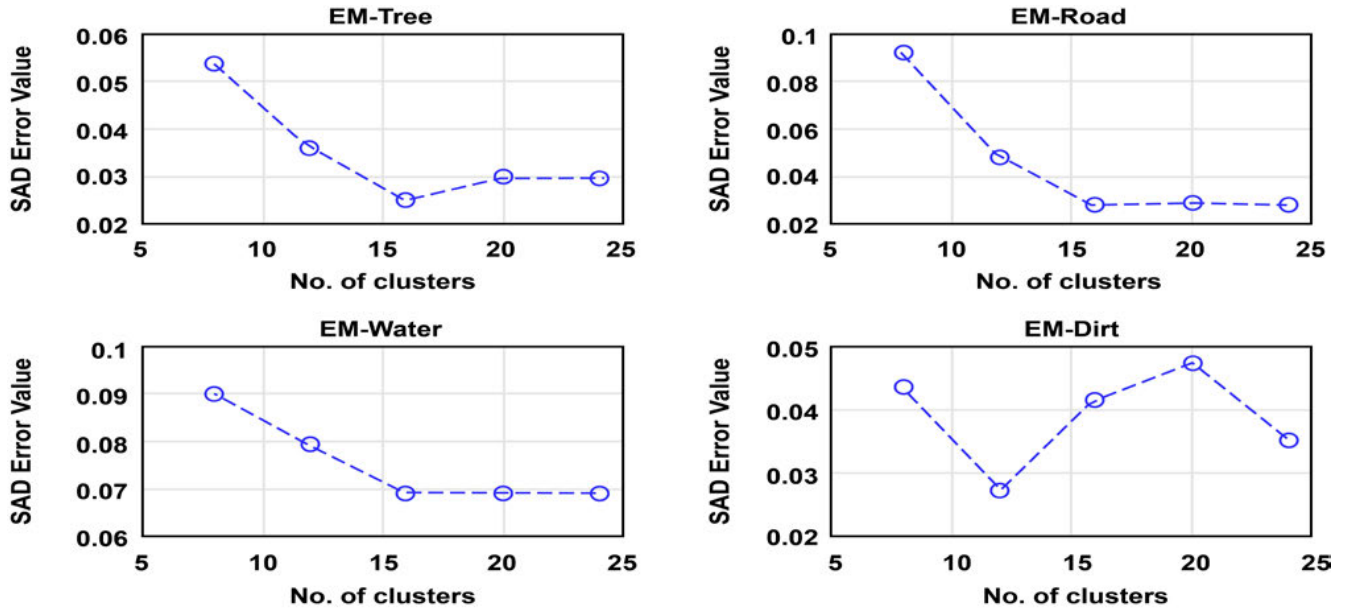 EM-Tree
SAD Error Value
0.06
0.05
0.04
0.03
0.02
5 10 15 20 25
No. of clusters
EM-Road
SAD Error Value
0.1
0.08
0.06
0.04
0.02
5 10 15 20 25
No. of clusters
EM-Water
SAD Error Value
0.1
0.09
0.08
0.07
0.06
5 10 15 20 25
No. of clusters
EM-Dirt
SAD Error Value
0.05
0.04
0.03
0.02
5 10 15 20 25
No. of clusters